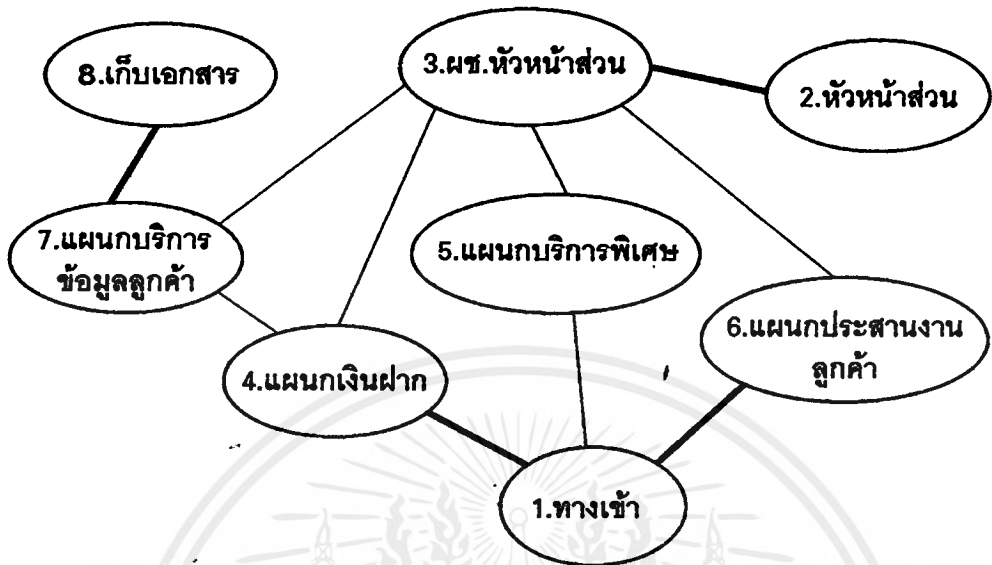 8.เก็บเอกสาร
3.ผช.หัวหน้าส่วน
2.หัวหน้าส่วน
7.แผนกบริการ
ข้อมูลลูกค้า
5.แผนกบริการพิเศษ
6.แผนกประสานงาน
ลูกค้า
4.แผนกเงินฝาก
1.ทางเข้า